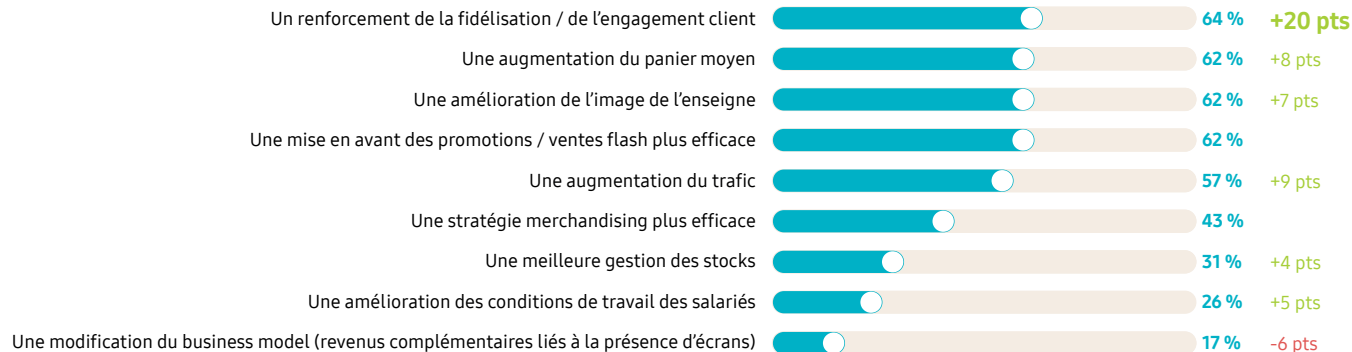 Un renforcement de la fidélisation / de l’engagement client 64 % +20 pts
Une augmentation du panier moyen 62 % +8 pts
Une amélioration de l’image de l’enseigne 62 % +7 pts
Une mise en avant des promotions / ventes flash plus efficace 62 %
Une augmentation du trafic 57 % +9 pts
Une stratégie merchandising plus efficace 43 %
Une meilleure gestion des stocks 31 % +4 pts
Une amélioration des conditions de travail des salariés 26 % +5 pts
Une modification du business model (revenus complémentaires liés à la présence d’écrans) 17 % -6 pts